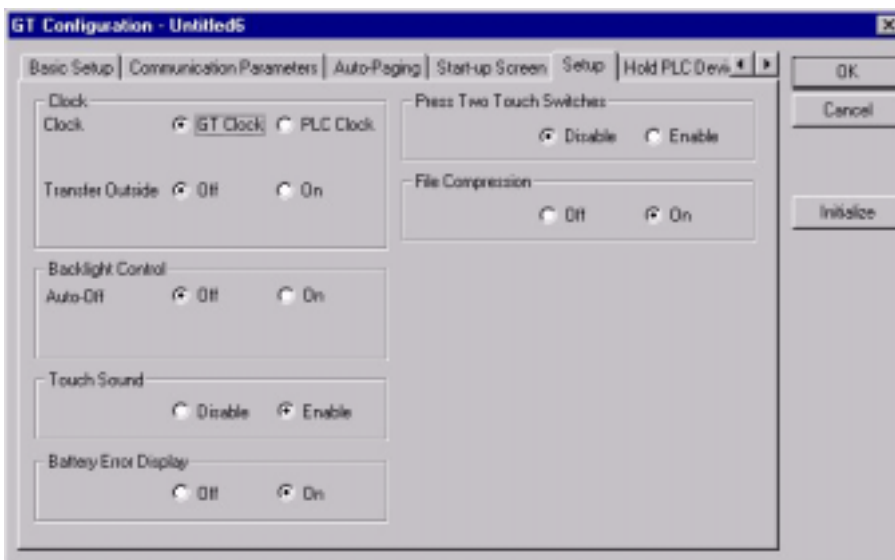 GT Configuration - Untitled6
Basic Setup
Communication Parameters
Auto-Paging
Start-up Screen
Setup
Hold PLC Devi
OK
Cancel
Initialize
Clock
Clock GT Clock PLC Clock
Transfer Outside Off On
Backlight Control
Auto-Off Off On
Touch Sound
Disable Enable
Battery Error Display
Off On
Press Two Touch Switches
Disable Enable
File Compression
Off On